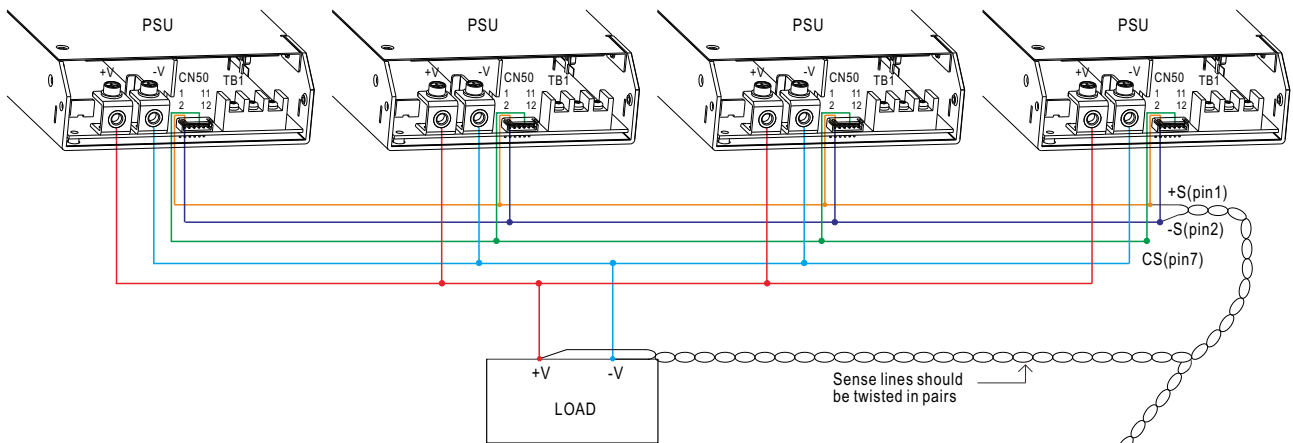 PSU
PSU
PSU
PSU
+V -V CN50 TB1
1 11
2 12
+V -V CN50 TB1
1 11
2 12
+V -V CN50 TB1
1 11
2 12
+V -V CN50 TB1
1 11
2 12
+S(pin1)
-S(pin2)
CS(pin7)
+V -V
LOAD
Sense lines should
be twisted in pairs